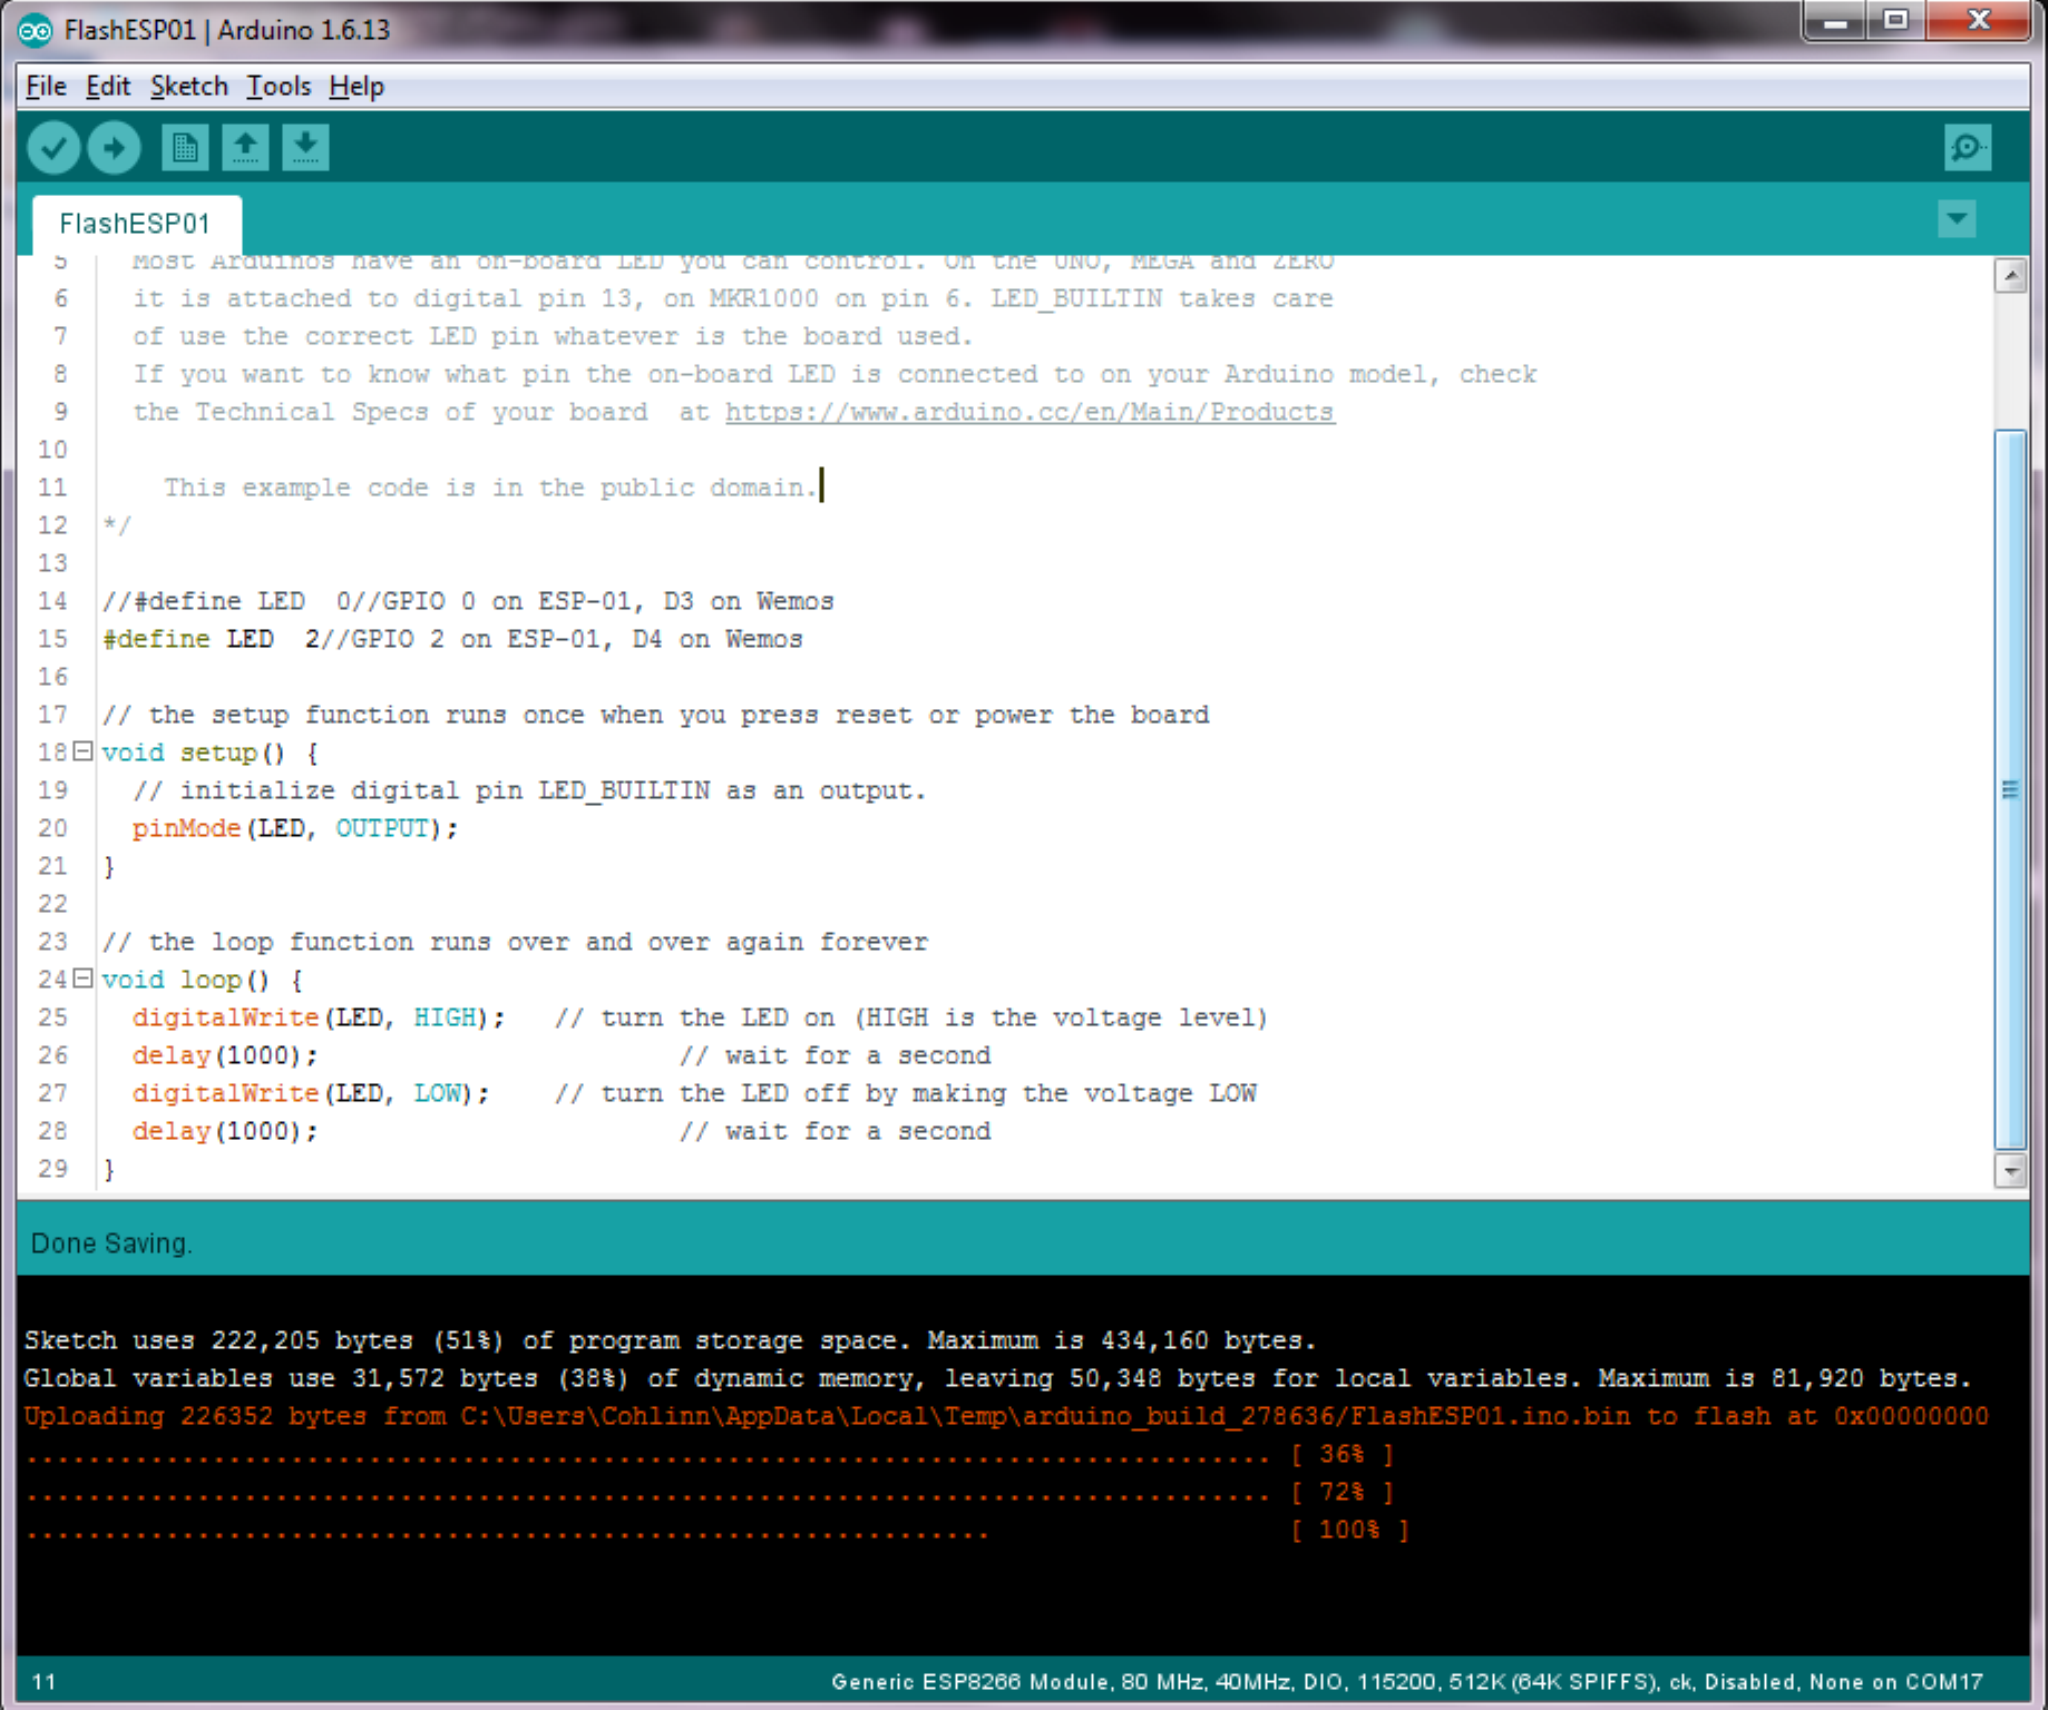 FlashESP01 | Arduino 1.6.13
File Edit Sketch Tools Help
FlashESP01
5 Most Arduinos have an on-board LED you can control. On the UNO, MEGA and ZERO
6 it is attached to digital pin 13, on MKR1000 on pin 6. LED_BUILTIN takes care
7 of use the correct LED pin whatever is the board used.
8 If you want to know what pin the on-board LED is connected to on your Arduino model, check
9 the Technical Specs of your board  at https://www.arduino.cc/en/Main/Products
10
11 This example code is in the public domain.
12 */
13
14 //#define LED  0//GPIO 0 on ESP-01, D3 on Wemos
15 #define LED  2//GPIO 2 on ESP-01, D4 on Wemos
16
17 // the setup function runs once when you press reset or power the board
18 void setup() {
19 // initialize digital pin LED_BUILTIN as an output.
20 pinMode(LED, OUTPUT);
21 }
22
23 // the loop function runs over and over again forever
24 void loop() {
25 digitalWrite(LED, HIGH);   // turn the LED on (HIGH is the voltage level)
26 delay(1000);                       // wait for a second
27 digitalWrite(LED, LOW);    // turn the LED off by making the voltage LOW
28 delay(1000);                       // wait for a second
29 }
Done Saving.
Sketch uses 222,205 bytes (51%) of program storage space. Maximum is 434,160 bytes.
Global variables use 31,572 bytes (38%) of dynamic memory, leaving 50,348 bytes for local variables. Maximum is 81,920 bytes.
Uploading 226352 bytes from C:\Users\Cohlinn\AppData\Local\Temp\arduino_build_278636/FlashESP01.ino.bin to flash at 0x00000000
................................................................................ [ 36% ]
................................................................................ [ 72% ]
.............................................................. [ 100% ]
11 Generic ESP8266 Module, 80 MHz, 40MHz, DIO, 115200, 512K (64K SPIFFS), ck, Disabled, None on COM17